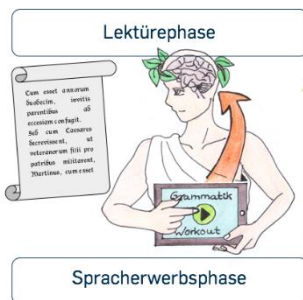 Lektürephase
Cum esset annorum
duodecim, invitis
parentibus ad
ecclesiam confugit.
Sed cum Caesares
decrevissent, ut
veteranorum filii pro
patribus militarent,
Martinus, cum esset
Grammatik
Workout
Spracherwerbsphase